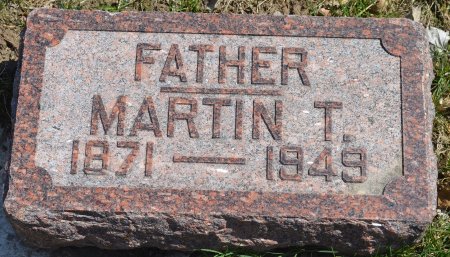 FATHER
MARTIN T.
1871 — 1949